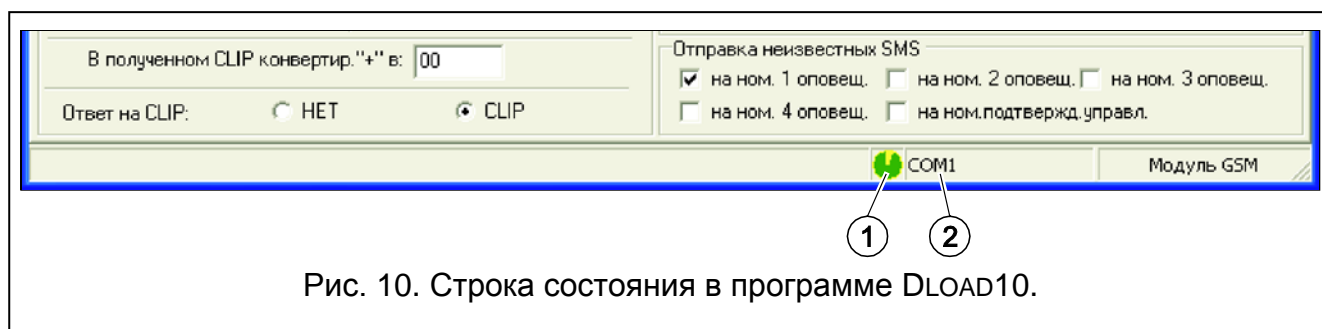 В полученном CLIP конвертир."+" в: 00
Ответ на CLIP: НЕТ CLIP
Отправка неизвестных SMS
на ном. 1 оповещ. на ном. 2 оповещ. на ном. 3 оповещ.
на ном. 4 оповещ. на ном.подтвержд.управл.
COM1 Модуль GSM
1 2
Рис. 10. Строка состояния в программе DLOAD10.